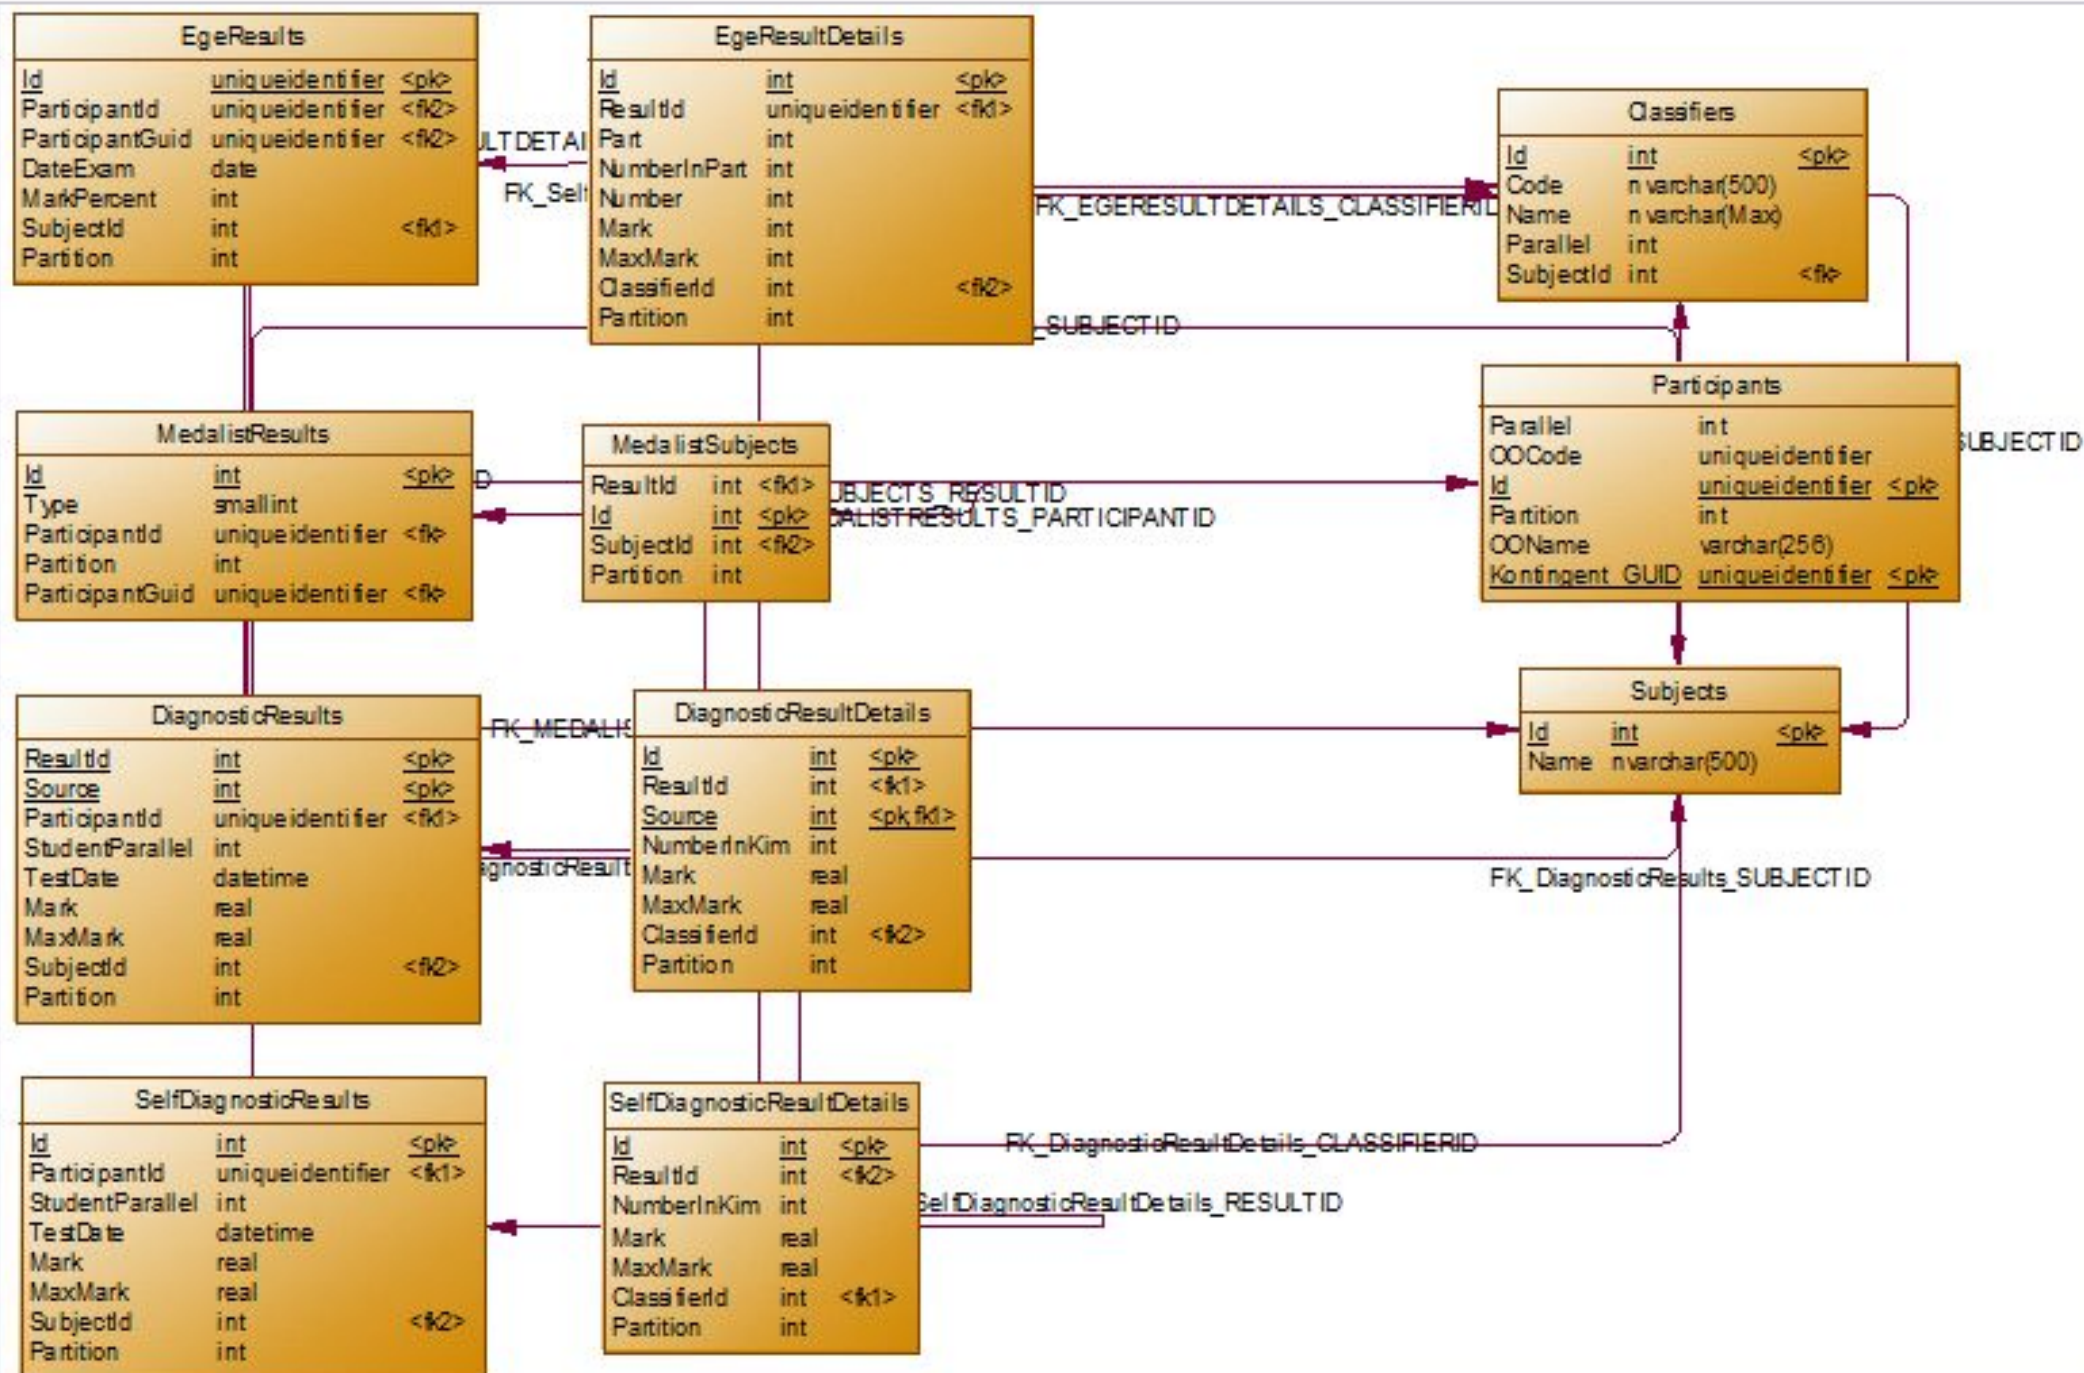 EgeResults
Id uniqueidentifier <pk>
ParticipantId uniqueidentifier <fk2>
ParticipantGuid uniqueidentifier <fk2>
DateExam date
MarkPercent int
SubjectId int <fk1>
Partition int
EgeResultDetails
Id int <pk>
ResultId uniqueidentifier <fk1>
Part int
NumberInPart int
Number int
Mark int
MaxMark int
ClassifierId int <fk2>
Partition int
Classifiers
Id int <pk>
Code nvarchar(500)
Name nvarchar(Max)
Parallel int
SubjectId int <fk>
ULTDETAI
FK_Self
FK_EGERESULTDETAILS_CLASSIFIERID
_SUBJECTID
MedalistResults
Id int <pk>
Type smallint
ParticipantId uniqueidentifier <fk>
Partition int
ParticipantGuid uniqueidentifier <fk>
D
MedalistSubjects
ResultId int <fk1>
Id int <pk>
SubjectId int <fk2>
Partition int
UBJECTS_RESULTID
DALISTRESULTS_PARTICIPANTID
Participants
Parallel int
OOCode uniqueidentifier
Id uniqueidentifier <pk>
Partition int
OOName varchar(256)
Kontingent_GUID uniqueidentifier <pk>
SUBJECTID
DiagnosticResults
ResultId int <pk>
Source int <pk>
ParticipantId uniqueidentifier <fk1>
StudentParallel int
TestDate datetime
Mark real
MaxMark real
SubjectId int <fk2>
Partition int
FK_MEDALIS
agnosticResult
DiagnosticResultDetails
Id int <pk>
ResultId int <fk1>
Source int <pk,fk1>
NumberInKim int
Mark real
MaxMark real
ClassifierId int <fk2>
Partition int
Subjects
Id int <pk>
Name nvarchar(500)
FK_DiagnosticResults_SUBJECTID
SelfDiagnosticResults
Id int <pk>
ParticipantId uniqueidentifier <fk1>
StudentParallel int
TestDate datetime
Mark real
MaxMark real
SubjectId int <fk2>
Partition int
SelfDiagnosticResultDetails
Id int <pk>
ResultId int <fk2>
NumberInKim int
Mark real
MaxMark real
ClassifierId int <fk1>
Partition int
FK_DiagnosticResultDetails_CLASSIFIERID
SelfDiagnosticResultDetails_RESULTID